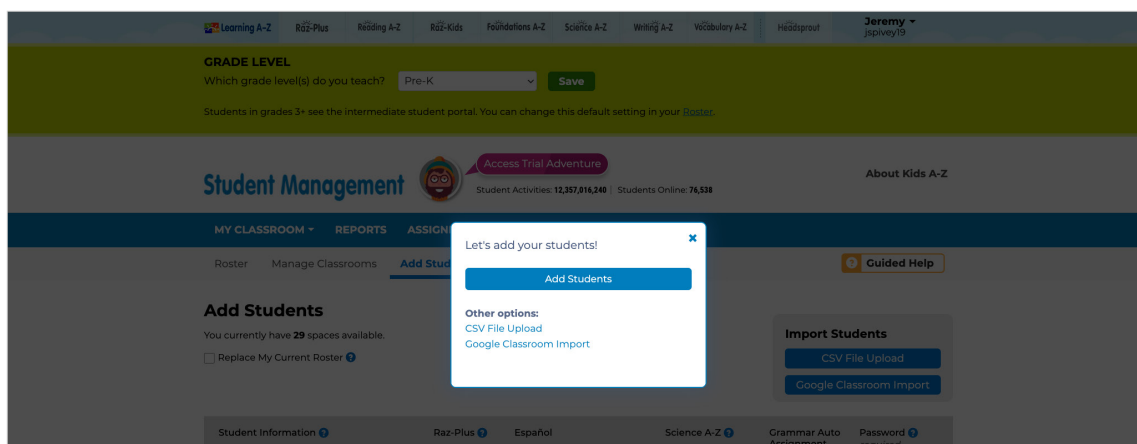 Learning A-Z Raz-Plus Reading A-Z Raz-Kids Foundations A-Z Science A-Z Writing A-Z Vocabulary A-Z Headsprout Jeremy
jspivey19
GRADE LEVEL
Which grade level(s) do you teach? Pre-K Save
Students in grades 3+ see the intermediate student portal. You can change this default setting in your Roster.
Access Trial Adventure
Student Management
Student Activities: 12,357,016,240 | Students Online: 76,538
About Kids A-Z
MY CLASSROOM REPORTS ASSIGN
Let's add your students!
Roster Manage Classrooms Add Stud
Guided Help
Add Students
Add Students
You currently have 29 spaces available.
Replace My Current Roster
Other options:
CSV File Upload
Google Classroom Import
Import Students
CSV File Upload
Google Classroom Import
Student Information Raz-Plus Español Science A-Z Grammar Auto Password
Assignment